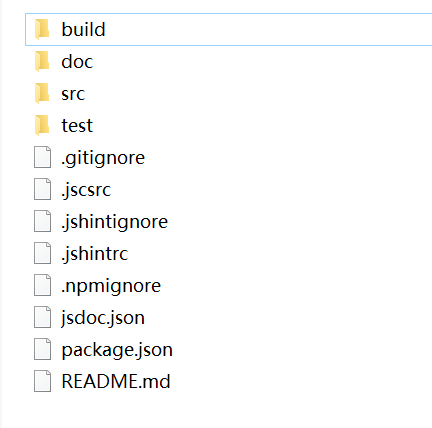 build
doc
src
test
.gitignore
.jscsrc
.jshintignore
.jshintrc
.npmignore
jsdoc.json
package.json
README.md